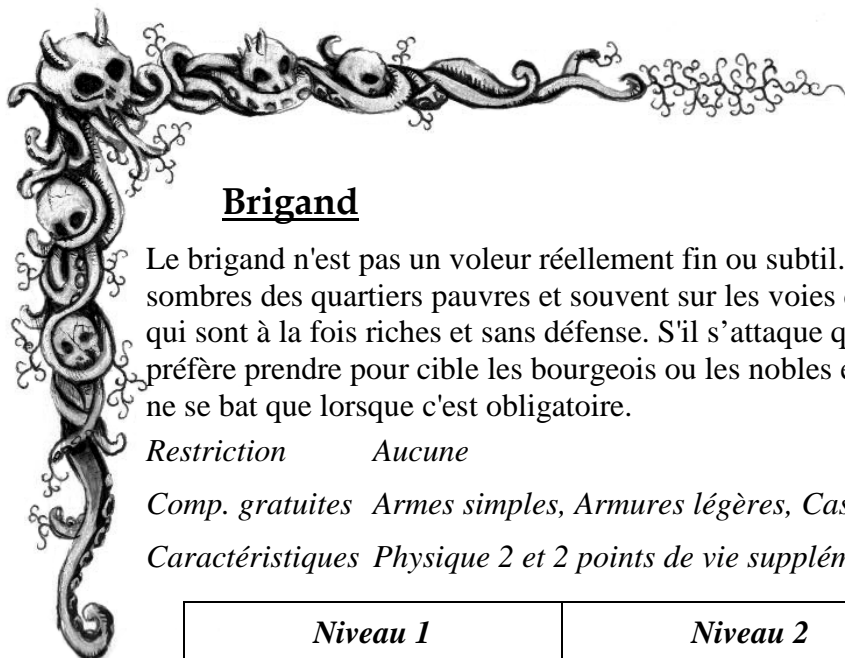 Brigand
Le brigand n'est pas un voleur réellement fin ou subtil.
sombres des quartiers pauvres et souvent sur les voies
qui sont à la fois riches et sans défense. S'il s’attaque
préfère prendre pour cible les bourgeois ou les nobles
ne se bat que lorsque c'est obligatoire.
Restriction Aucune
Comp. gratuites Armes simples, Armures légères,
Caractéristiques Physique 2 et 2 points de vie
Niveau 1 Niveau 2